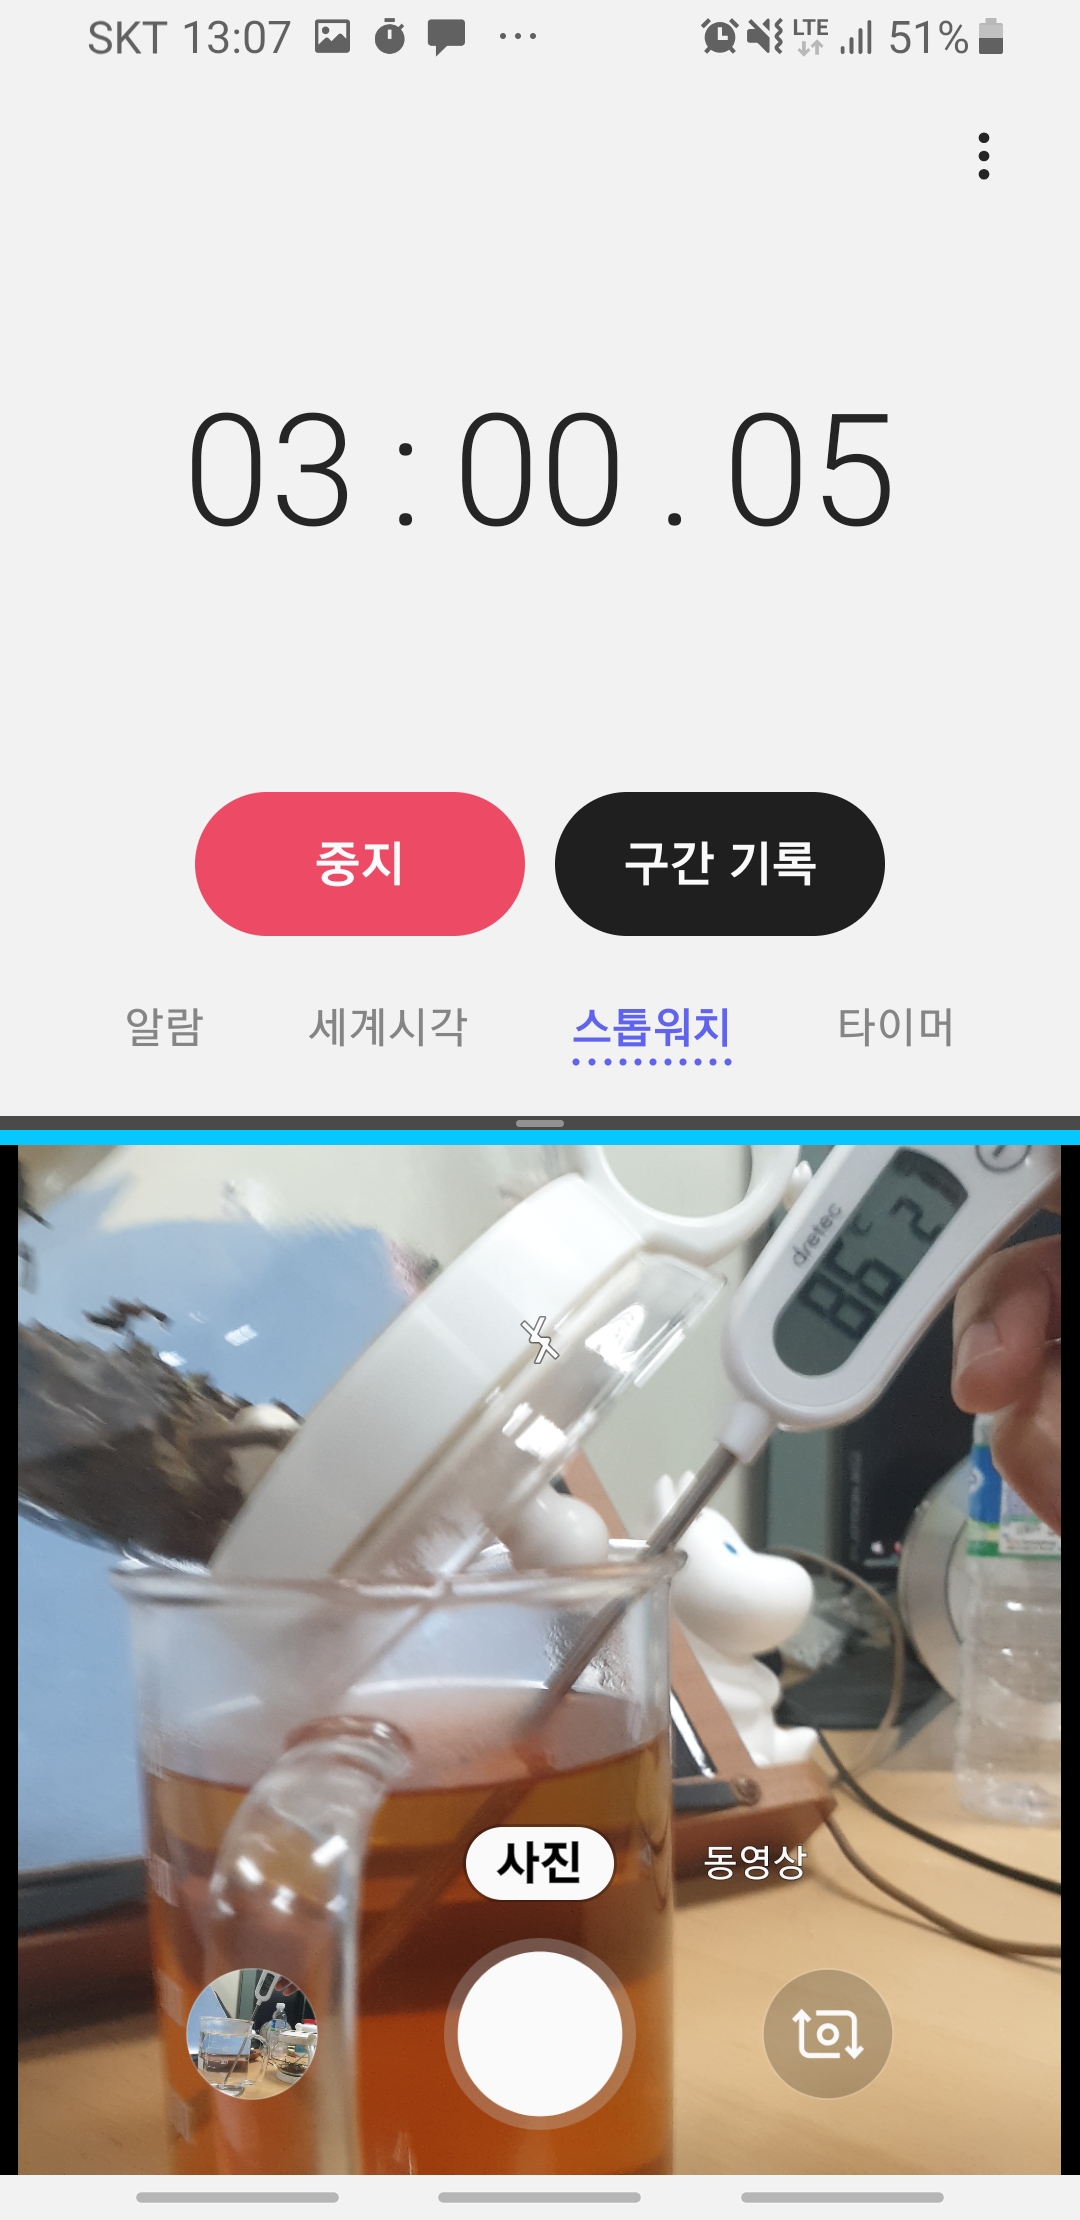 SKT 13:07
LTE 51%
03:00.05
중지 구간 기록
알람 세계시각 스톱워치 타이머
dretec
86 °C
사진 동영상